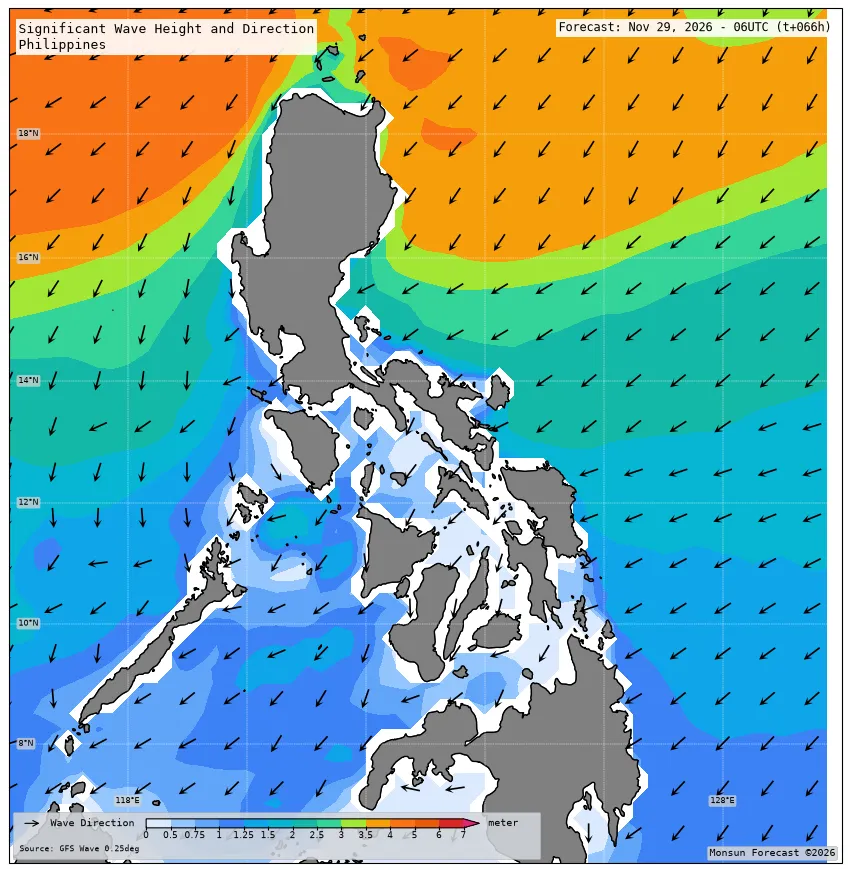 Significant Wave Height and Direction
Philippines
Forecast: Nov 29, 2026 - 06UTC (t+066h)
18°N
16°N
14°N
12°N
10°N
8°N
118°E
128°E
Wave Direction
0 0.5 0.75 1 1.25 1.5 2 2.5 3 3.5 4 5 6 7
meter
Source: GFS Wave 0.25deg
Monsun Forecast ©2026